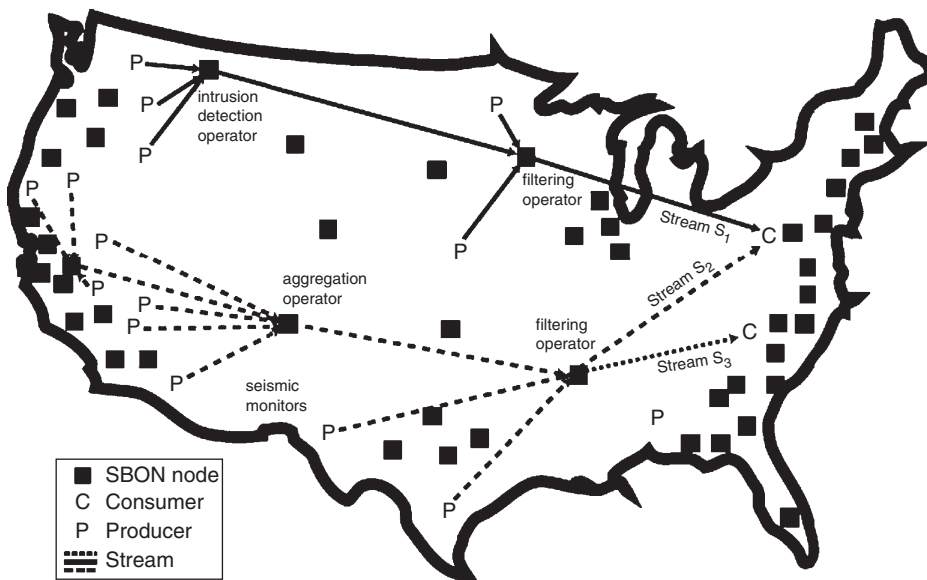 P
intrusion
detection
operator
P
P
P
filtering
operator
P
P
P
P
P
C
Stream S1
Stream S2
aggregation
operator
P
P
P
filtering
operator
C
Stream S3
P
seismic
monitors
P
P
P
SBON node
C Consumer
P Producer
Stream